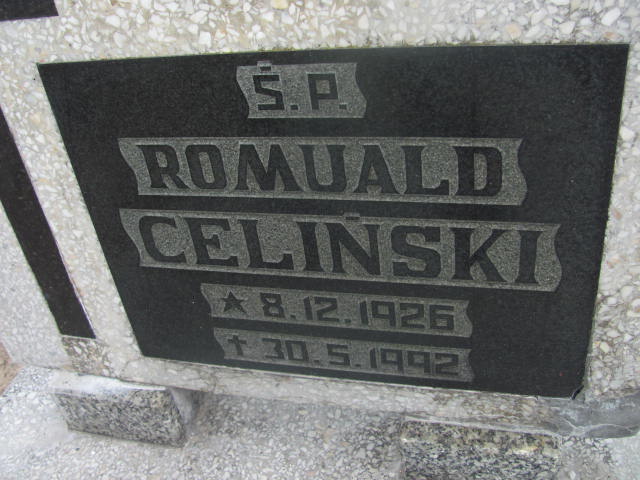 Ś.P.
ROMUALD
CELIŃSKI
★ 8.12.1926
✝ 30.5.1992